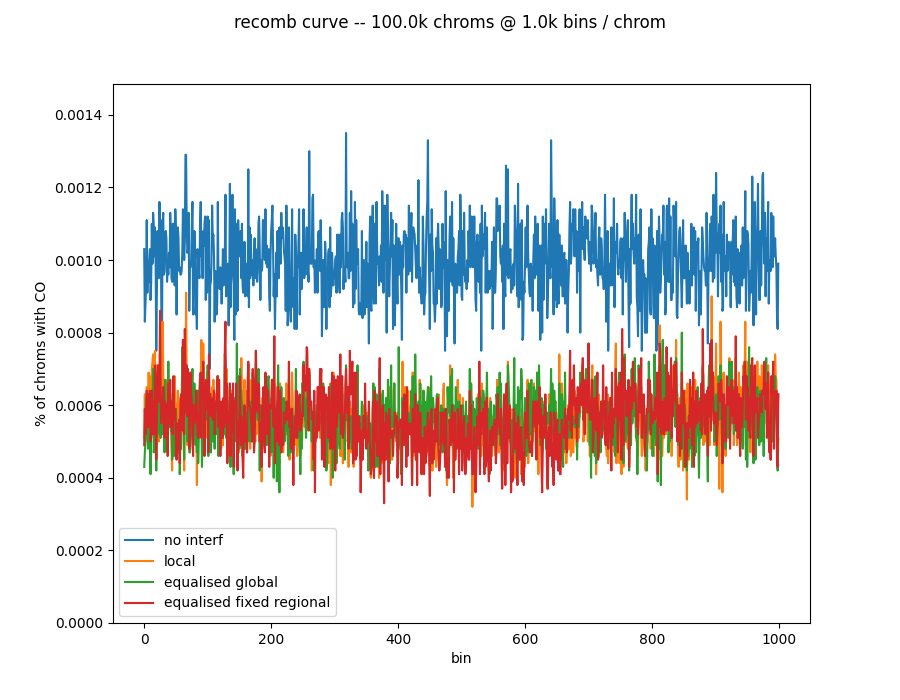 recomb curve -- 100.0k chroms @ 1.0k bins / chrom
% of chroms with CO
0.0014
0.0012
0.0010
0.0008
0.0006
0.0004
0.0002
0.0000
no interf
local
equalised global
equalised fixed regional
0
200
400
600
800
1000
bin